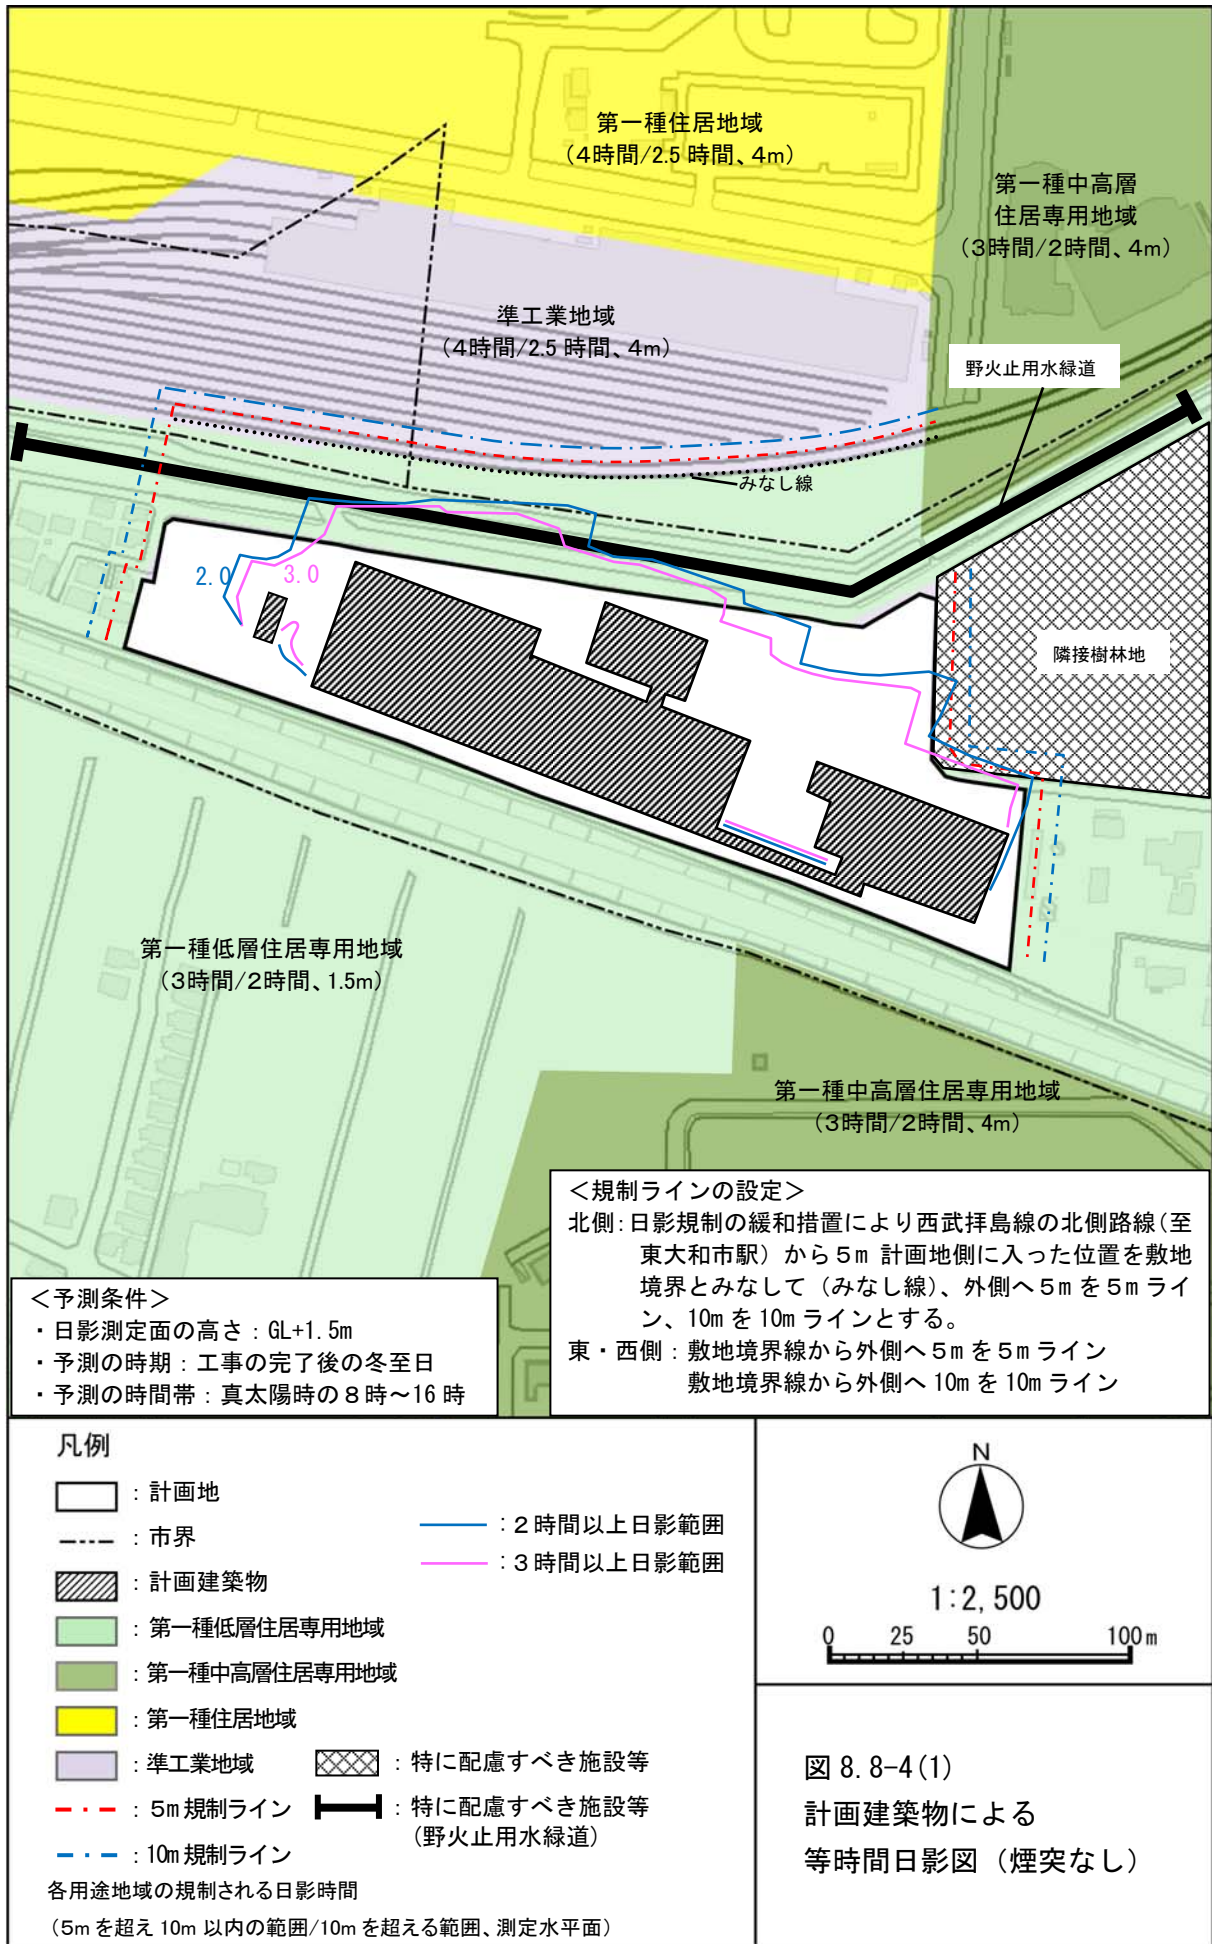 第一種住居地域
(4時間/2.5時間、4m)
第一種中高層
住居専用地域
(3時間/2時間、4m)
準工業地域
(4時間/2.5時間、4m)
野火止用水緑道
みなし線
2.0
3.0
隣接樹林地
第一種低層住居専用地域
(3時間/2時間、1.5m)
第一種中高層住居専用地域
(3時間/2時間、4m)
＜規制ラインの設定＞
北側：日影規制の緩和措置により西武拝島線の北側路線（至
東大和市駅）から５m 計画地側に入った位置を敷地
境界とみなして（みなし線）、外側へ５m を５m ライ
ン、10m を 10m ラインとする。
東・西側：敷地境界線から外側へ５m を５m ライン
敷地境界線から外側へ 10m を 10m ライン
＜予測条件＞
・日影測定面の高さ：GL+1.5m
・予測の時期：工事の完了後の冬至日
・予測の時間帯：真太陽時の８時～16 時
凡例
：計画地
：市界
：計画建築物
：第一種低層住居専用地域
：第一種中高層住居専用地域
：第一種住居地域
：準工業地域
：5m 規制ライン
：10m 規制ライン
：２時間以上日影範囲
：３時間以上日影範囲
：特に配慮すべき施設等
：特に配慮すべき施設等
(野火止用水緑道)
各用途地域の規制される日影時間
（5m を超え 10m 以内の範囲/10m を超える範囲、測定水平面）
N
1:2,500
0 25 50 100m
図 8.8-4(1)
計画建築物による
等時間日影図（煙突なし）